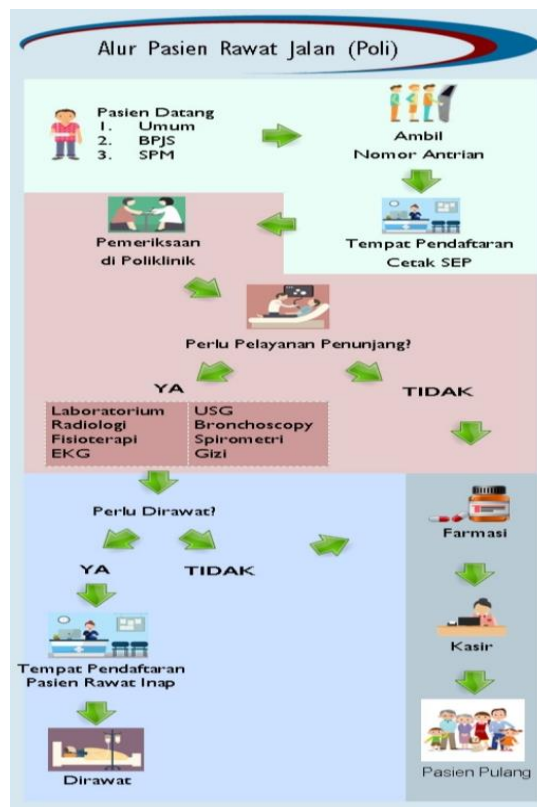 Alur Pasien Rawat Jalan (Poli)
Pasien Datang
1. Umum
2. BPJS
3. SPM
Ambil
Nomor Antrian
Tempat Pendaftaran
Cetak SEP
Pemeriksaan
di Poliklinik
Perlu Pelayanan Penunjang?
YA
TIDAK
Laboratorium
Radiologi
Fisioterapi
EKG
USG
Bronchoscopy
Spirometri
Gizi
Perlu Dirawat?
YA
TIDAK
Tempat Pendaftaran
Pasien Rawat Inap
Dirawat
Farmasi
Kasir
Pasien Pulang